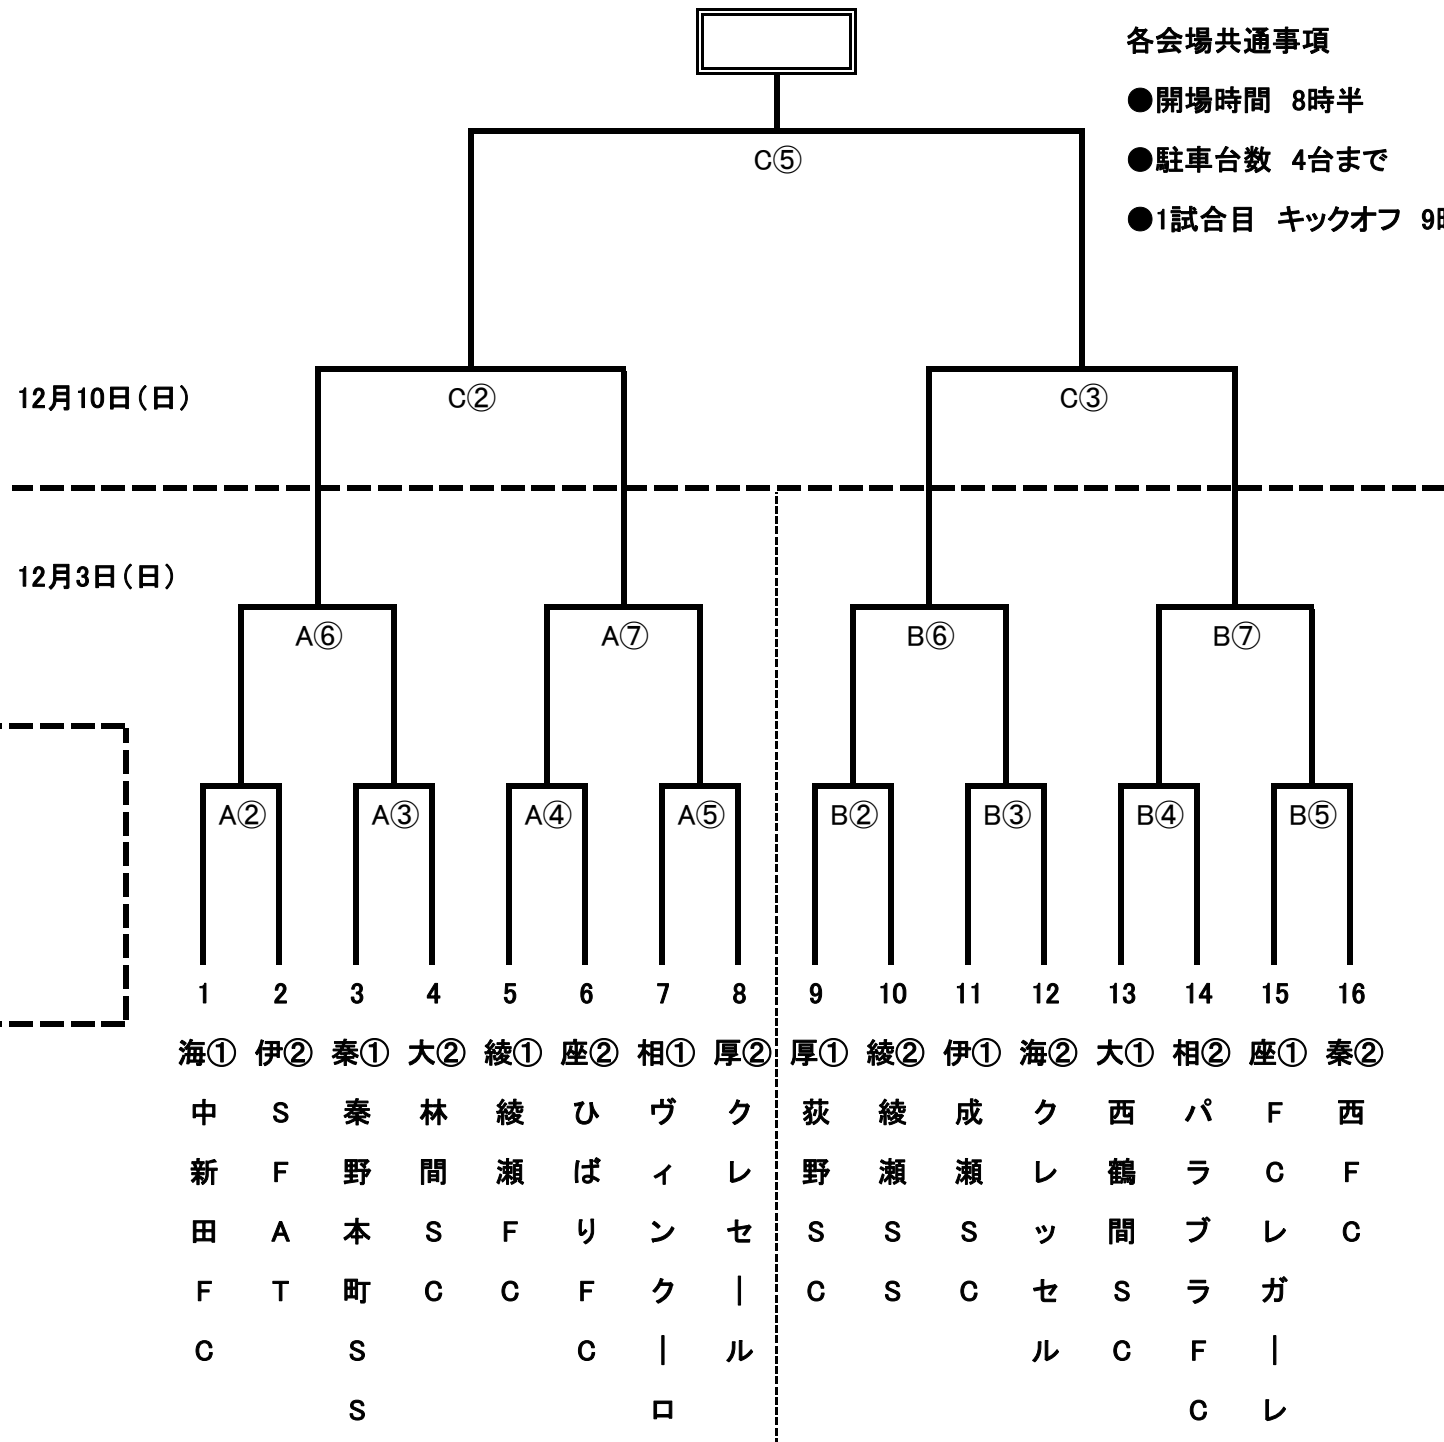 各会場共通事項
●開場時間 8時半
●駐車台数 4台まで
●1試合目 キックオフ 9
C⑤
12月10日（日）
C②
C③
12月3日（日）
A⑥
A⑦
B⑥
B⑦
A②
A③
A④
A⑤
B②
B③
B④
B⑤
1 2 3 4 5 6 7 8 9 10 11 12 13 14 15 16
海① 伊② 秦① 大② 綾① 座② 相① 厚② 厚① 綾② 伊① 海② 大① 相② 座① 秦②
中新田FC
SFAT
秦野本町SS
林間SC
綾瀬FC
ひばりFC
ヴィンクーロ
クレセール
荻野SC
綾瀬SS
成瀬SC
クレッセル
西鶴間SC
パラブラFC
FCレガーレ
西FC